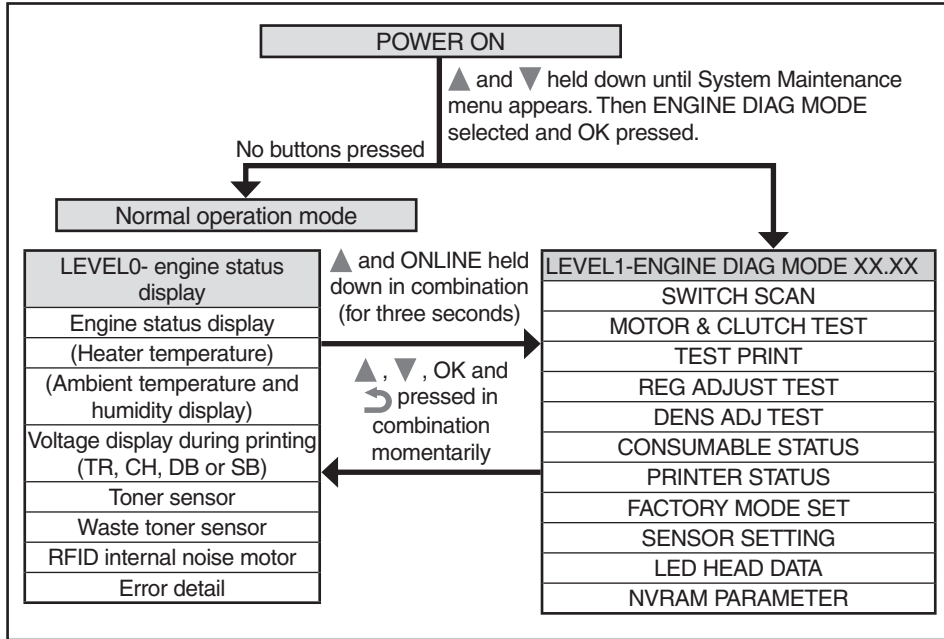 POWER ON
▲ and ▼ held down until System Maintenance
menu appears. Then ENGINE DIAG MODE
selected and OK pressed.
No buttons pressed
Normal operation mode
LEVEL0- engine status
display
Engine status display
(Heater temperature)
(Ambient temperature and
humidity display)
Voltage display during printing
(TR, CH, DB or SB)
Toner sensor
Waste toner sensor
RFID internal noise motor
Error detail
▲ and ONLINE held
down in combination
(for three seconds)
▲ , ▼ , OK and
⮌ pressed in
combination
momentarily
LEVEL1-ENGINE DIAG MODE XX.XX
SWITCH SCAN
MOTOR & CLUTCH TEST
TEST PRINT
REG ADJUST TEST
DENS ADJ TEST
CONSUMABLE STATUS
PRINTER STATUS
FACTORY MODE SET
SENSOR SETTING
LED HEAD DATA
NVRAM PARAMETER